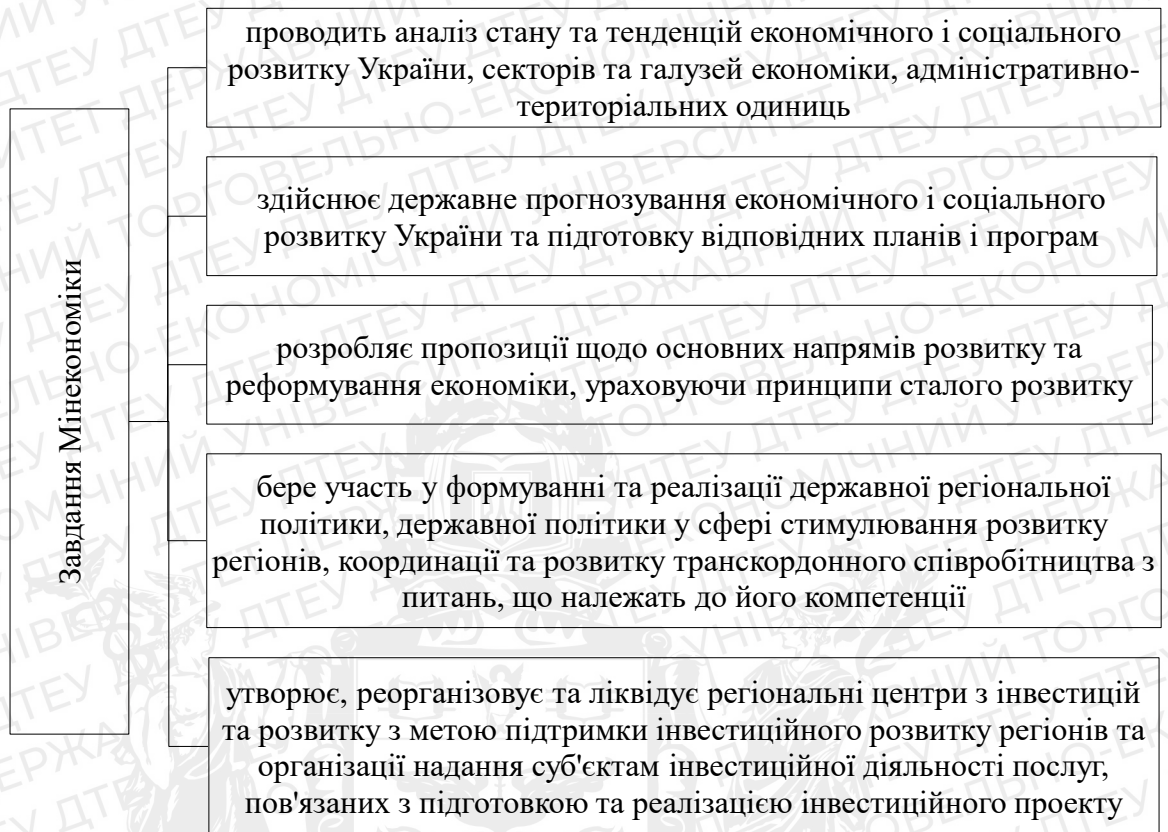 проводить аналіз стану та тенденцій економічного і соціального
розвитку України, секторів та галузей економіки, адміністративно-
територіальних одиниць
здійснює державне прогнозування економічного і соціального
розвитку України та підготовку відповідних планів і програм
Завдання Мінекономіки
розробляє пропозиції щодо основних напрямів розвитку та
реформування економіки, ураховуючи принципи сталого розвитку
бере участь у формуванні та реалізації державної регіональної
політики, державної політики у сфері стимулювання розвитку
регіонів, координації та розвитку транскордонного співробітництва з
питань, що належать до його компетенції
утворює, реорганізовує та ліквідує регіональні центри з інвестицій
та розвитку з метою підтримки інвестиційного розвитку регіонів та
організації надання суб'єктам інвестиційної діяльності послуг,
пов'язаних з підготовкою та реалізацією інвестиційного проекту